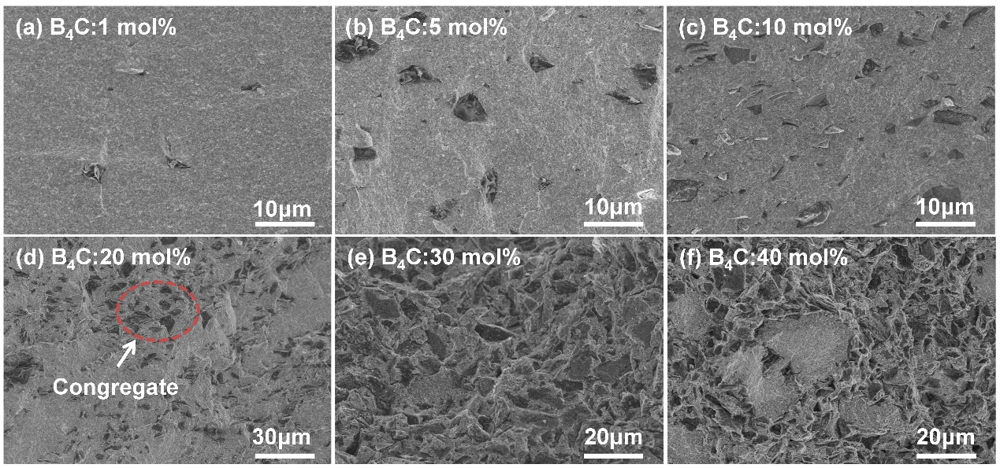 (a) B₄C:1 mol%
10μm
(b) B₄C:5 mol%
10μm
(c) B₄C:10 mol%
10μm
(d) B₄C:20 mol%
Congregate
30μm
(e) B₄C:30 mol%
20μm
(f) B₄C:40 mol%
20μm